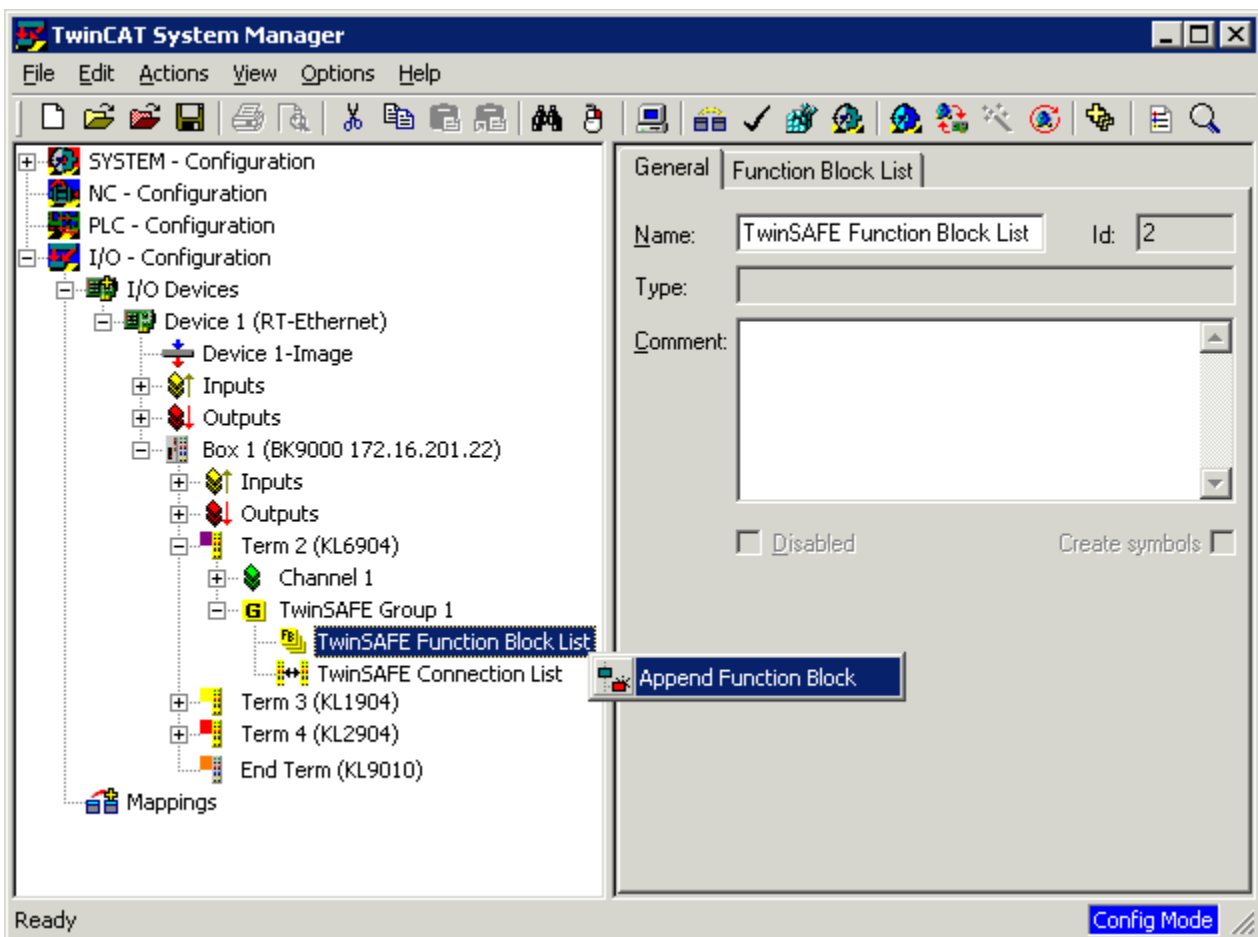 TwinCAT System Manager
File Edit Actions View Options Help
SYSTEM - Configuration
NC - Configuration
PLC - Configuration
I/O - Configuration
I/O Devices
Device 1 (RT-Ethernet)
Device 1-Image
Inputs
Outputs
Box 1 (BK9000 172.16.201.22)
Inputs
Outputs
Term 2 (KL6904)
Channel 1
G TwinSAFE Group 1
FB TwinSAFE Function Block List
TwinSAFE Connection List
Term 3 (KL1904)
Term 4 (KL2904)
End Term (KL9010)
Mappings
General Function Block List
Name: TwinSAFE Function Block List Id: 2
Type:
Comment:
Disabled Create symbols
Append Function Block
Ready Config Mode